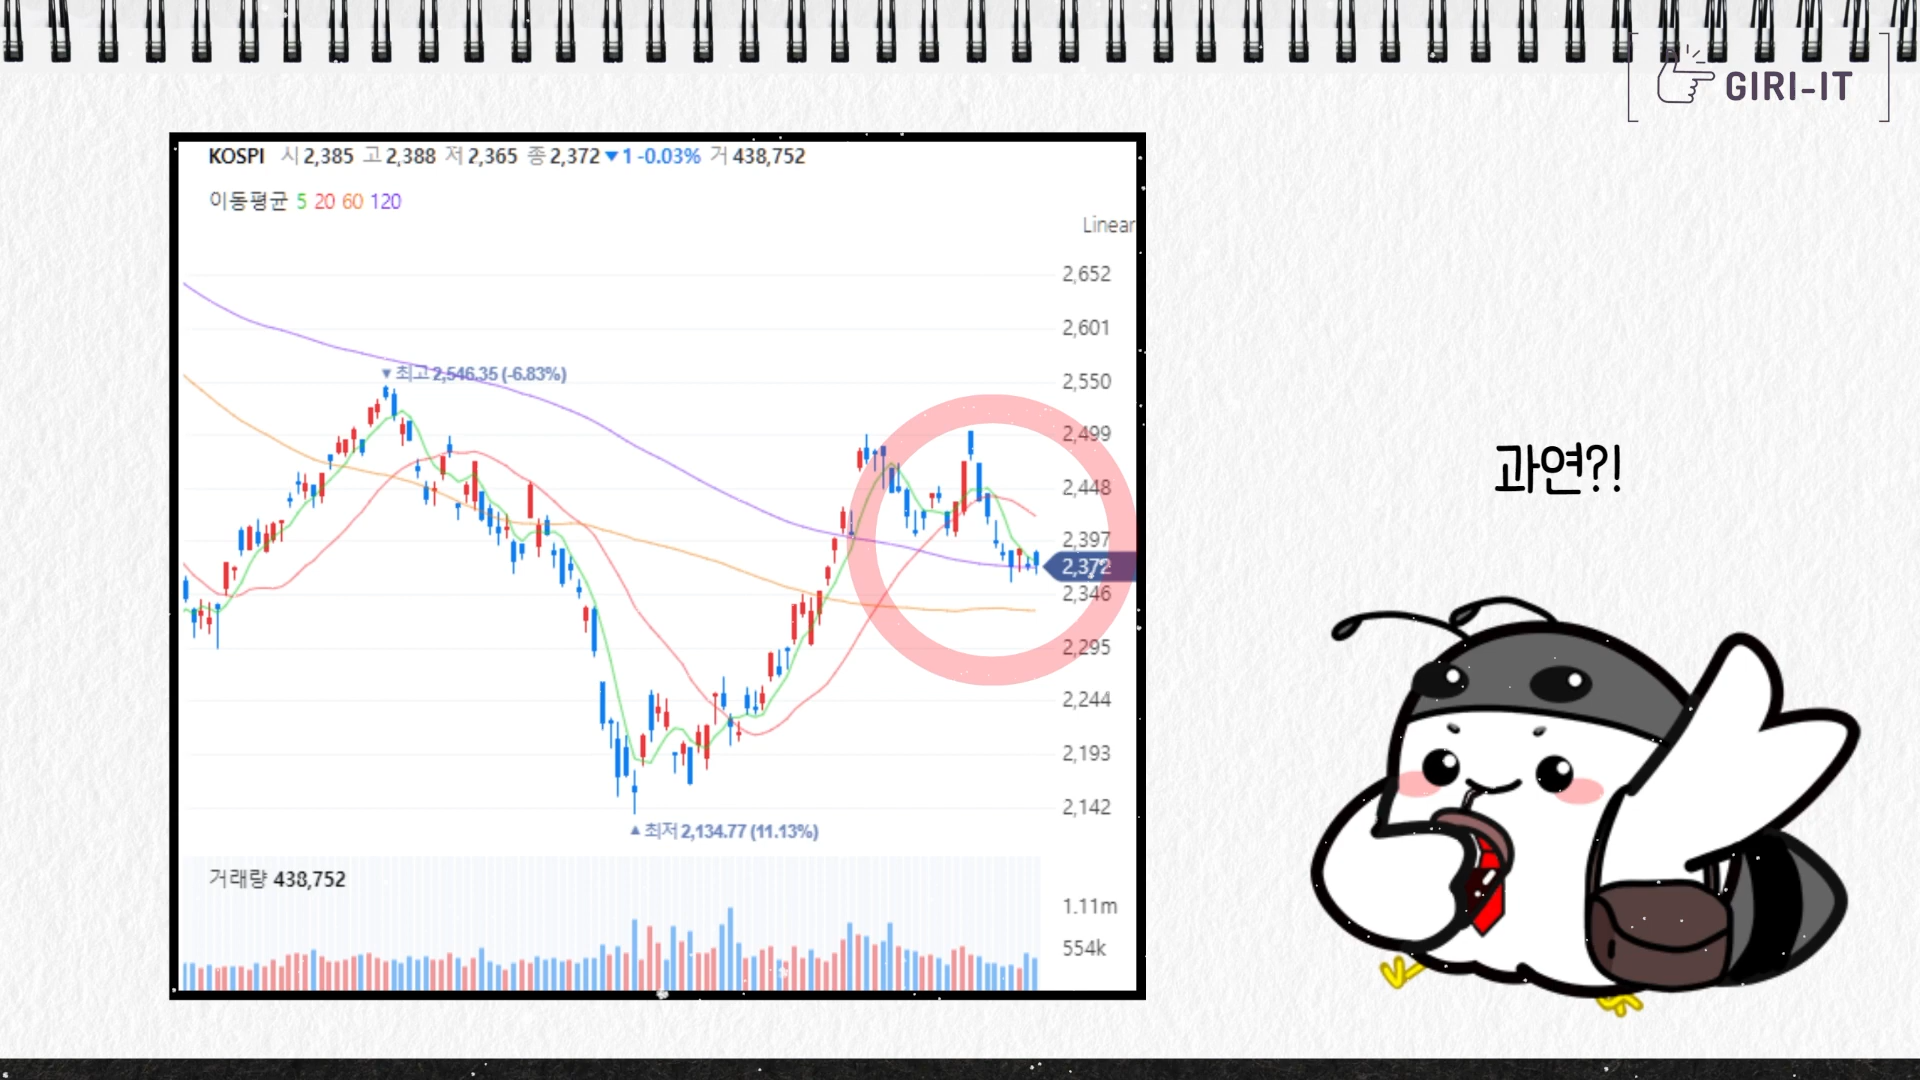 GIRI-IT
KOSPI 시 2,385 고 2,388 저 2,365 종 2,372 ▼1 -0.03% 거 438,752
이동평균 5 20 60 120
Linear
2,652
2,601
▼최고 2,546.35 (-6.83%)
2,550
2,499
2,448
2,397
2,372
2,346
2,295
2,244
2,193
2,142
▲최저 2,134.77 (11.13%)
거래량 438,752
1.11m
554k
과연?!